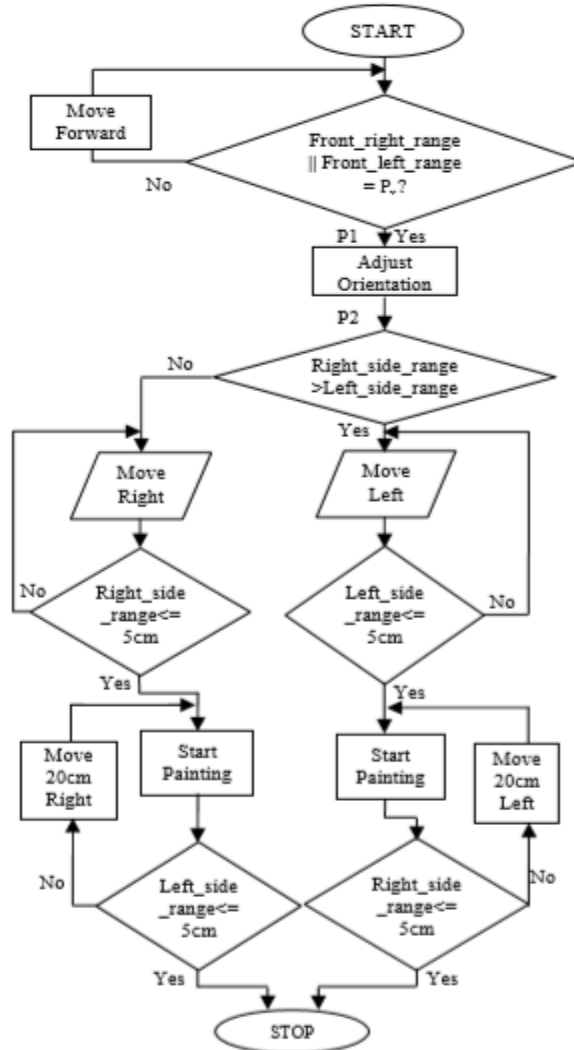 START
Move
Forward
Front_right_range
|| Front_left_range
= Pᵥ?
No
P1
Yes
Adjust
Orientation
P2
Right_side_range
>Left_side_range
No
Yes
Move
Right
Move
Left
Right_side
_range<=
5cm
No
Left_side
_range<=
5cm
No
Yes
Yes
Move
20cm
Right
Start
Painting
Start
Painting
Move
20cm
Left
No
Left_side
_range<=
5cm
Right_side
_range<=
5cm
No
Yes
Yes
STOP